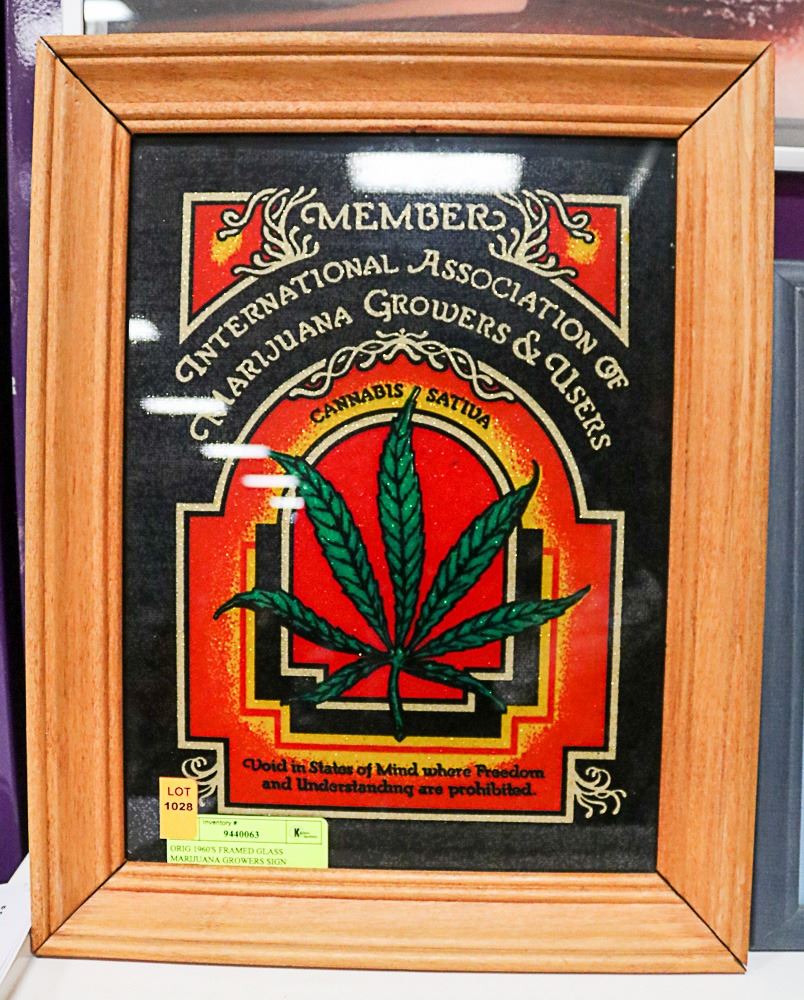 MEMBER
INTERNATIONAL ASSOCIATION OF
MARIJUANA GROWERS & USERS
CANNABIS SATIVA
Void in States of Mind where Freedom
and Understanding are prohibited.
LOT
1028
Inventory #
9440063
ORIG 1960'S FRAMED GLASS
MARIJUANA GROWERS SIGN